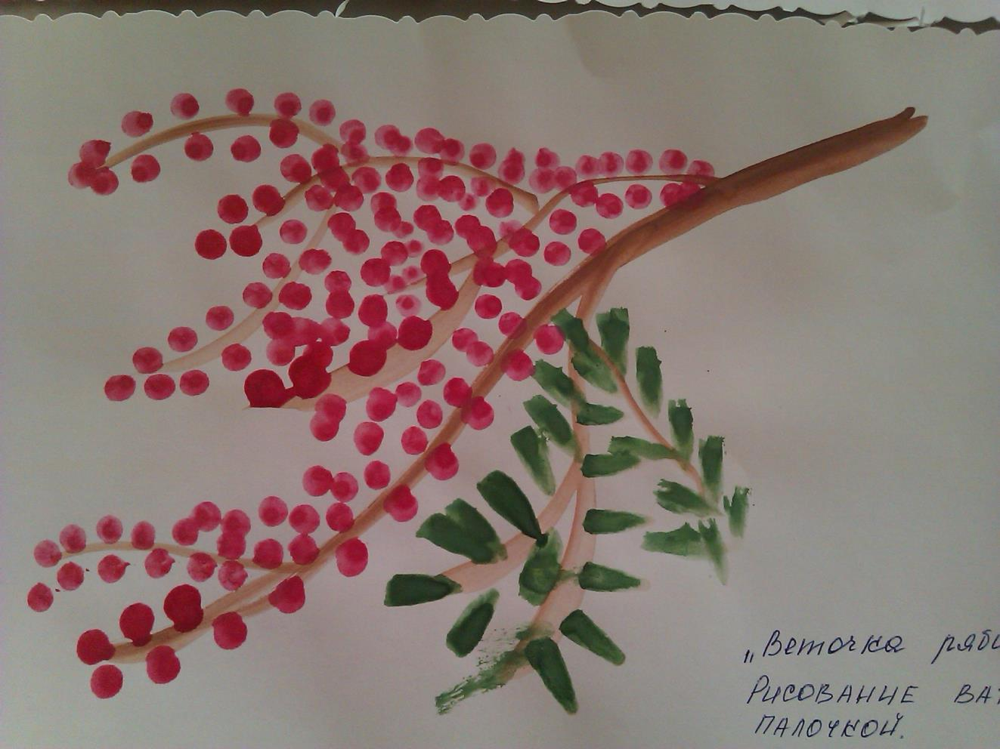 „Веточка ряби
Рисование ват
палочкой.